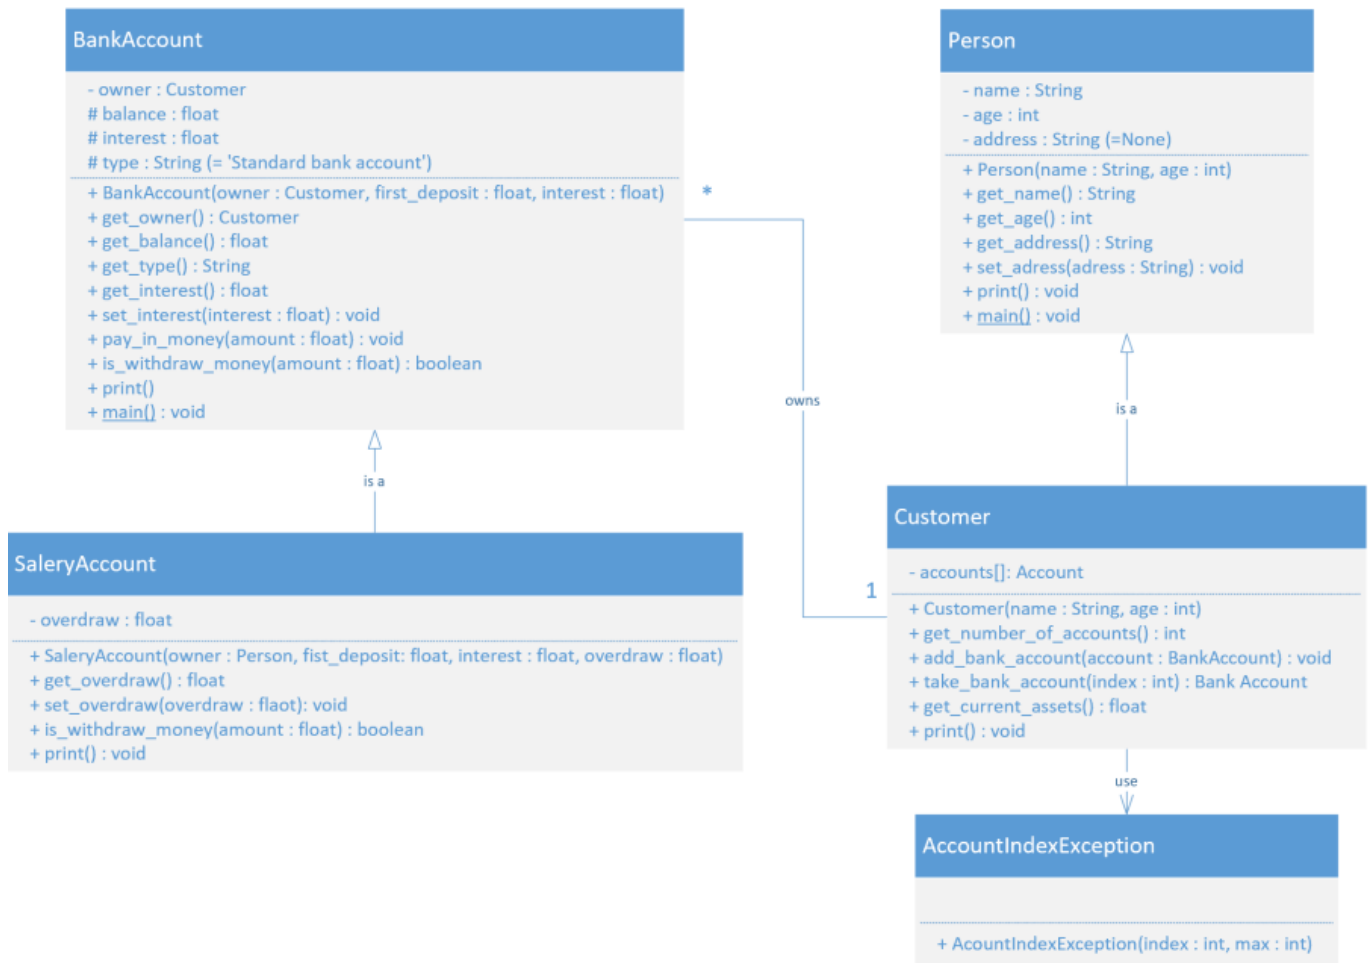 BankAccount
- owner : Customer
# balance : float
# interest : float
# type : String (= 'Standard bank account')
+ BankAccount(owner : Customer, first_deposit : float, interest : float)
+ get_owner() : Customer
+ get_balance() : float
+ get_type() : String
+ get_interest() : float
+ set_interest(interest : float) : void
+ pay_in_money(amount : float) : void
+ is_withdraw_money(amount : float) : boolean
+ print()
+ main() : void
*
owns
1
Person
- name : String
- age : int
- address : String (=None)
+ Person(name : String, age : int)
+ get_name() : String
+ get_age() : int
+ get_address() : String
+ set_adress(adress : String) : void
+ print() : void
+ main() : void
is a
is a
SaleryAccount
- overdraw : float
+ SaleryAccount(owner : Person, fist_deposit: float, interest : float, overdraw : float)
+ get_overdraw() : float
+ set_overdraw(overdraw : flaot): void
+ is_withdraw_money(amount : float) : boolean
+ print() : void
Customer
- accounts[]: Account
+ Customer(name : String, age : int)
+ get_number_of_accounts() : int
+ add_bank_account(account : BankAccount) : void
+ take_bank_account(index : int) : Bank Account
+ get_current_assets() : float
+ print() : void
use
AccountIndexException
+ AcountIndexException(index : int, max : int)